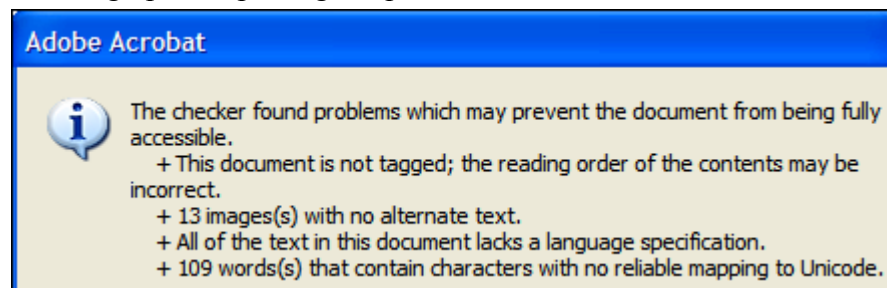 Adobe Acrobat
The checker found problems which may prevent the document from being fully
accessible.
+ This document is not tagged; the reading order of the contents may be
incorrect.
+ 13 images(s) with no alternate text.
+ All of the text in this document lacks a language specification.
+ 109 words(s) that contain characters with no reliable mapping to Unicode.